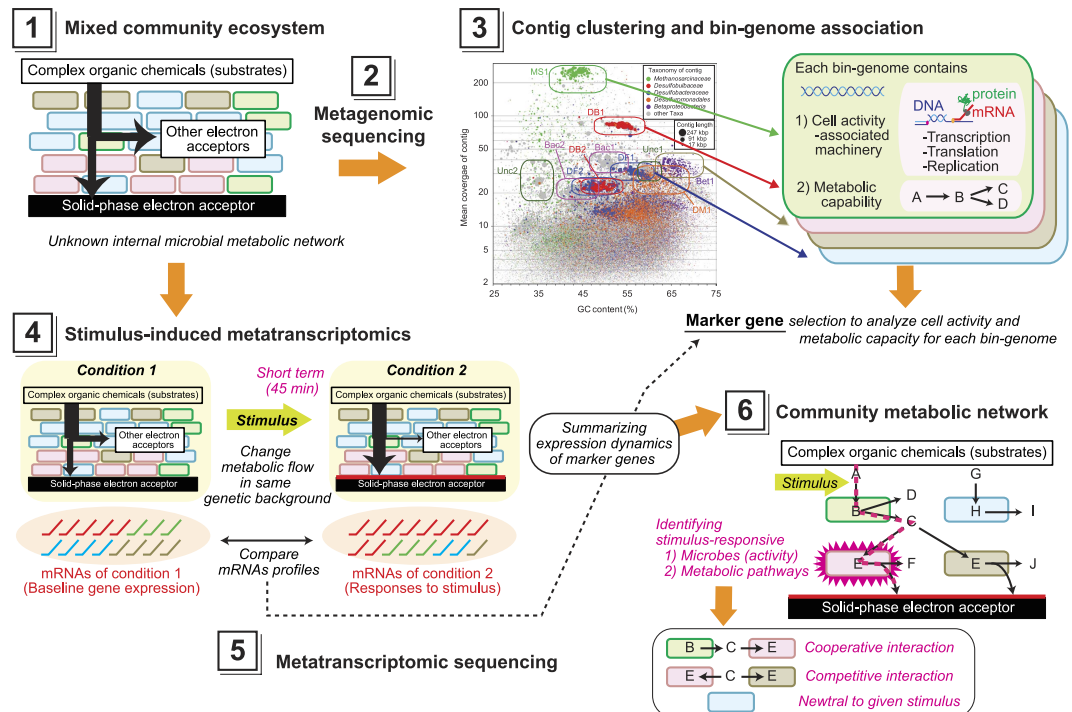 1 Mixed community ecosystem
Complex organic chemicals (substrates)
Other electron
acceptors
Solid-phase electron acceptor
Unknown internal microbial metabolic network
2
Metagenomic
sequencing
3 Contig clustering and bin-genome association
Mean covergae of contig
200
100
50
40
30
20
10
5
2
25
35
45
55
65
75
GC content (%)
MS1
DB1
Bac2
DB2
Bac1
Unc1
Unc2
DF2
DF1
Bet1
DM1
Taxonomy of contig
Methanosarcinaceae
Desulfobulbaceae
Desulfobacteraceae
Desulfuromonadales
Betaproteobacteria
other Taxa
Contig length
247 kbp
91 kbp
17 kbp
Each bin-genome contains
1) Cell activity
-associated
machinery
DNA
protein
mRNA
-Transcription
-Translation
-Replication
2) Metabolic
capability
A B C
D
Marker gene selection to analyze cell activity and
metabolic capacity for each bin-genome
4 Stimulus-induced metatranscriptomics
Condition 1
Complex organic chemicals (substrates)
Other electron
acceptors
Solid-phase electron acceptor
Short term
(45 min)
Stimulus
Change
metabolic flow
in same
genetic background
Condition 2
Complex organic chemicals (substrates)
Other electron
acceptors
Solid-phase electron acceptor
mRNAs of condition 1
(Baseline gene expression)
Compare
mRNAs profiles
mRNAs of condition 2
(Responses to stimulus)
5 Metatranscriptomic sequencing
Summarizing
expression dynamics
of marker genes
6 Community metabolic network
Complex organic chemicals (substrates)
Stimulus
A
G
D
B
C
H
I
E
F
E
J
Solid-phase electron acceptor
Identifying
stimulus-responsive
1) Microbes (activity)
2) Metabolic pathways
B C E Cooperative interaction
E C E Competitive interaction
Newtral to given stimulus